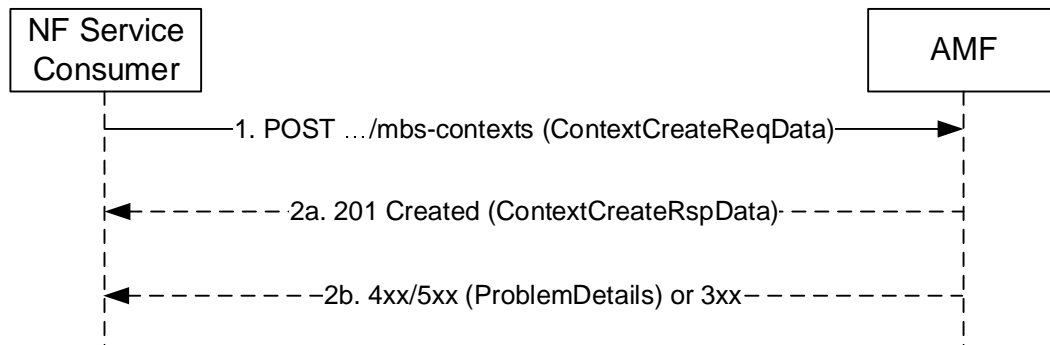 NF Service
Consumer
AMF
1. POST …/mbs-contexts (ContextCreateReqData)
2a. 201 Created (ContextCreateRspData)
2b. 4xx/5xx (ProblemDetails) or 3xx